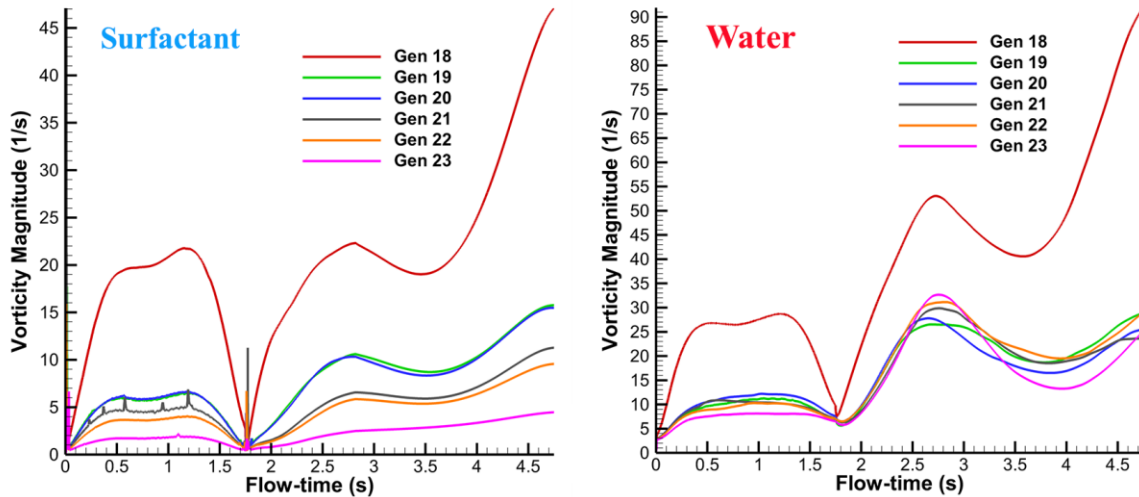 Surfactant
Gen 18
Gen 19
Gen 20
Gen 21
Gen 22
Gen 23
45
40
35
30
25
20
15
10
5
0
Vorticity Magnitude (1/s)
0 0.5 1 1.5 2 2.5 3 3.5 4 4.5
Flow-time (s)
Water
Gen 18
Gen 19
Gen 20
Gen 21
Gen 22
Gen 23
90
85
80
75
70
65
60
55
50
45
40
35
30
25
20
15
10
5
0
Vorticity Magnitude (1/s)
0 0.5 1 1.5 2 2.5 3 3.5 4 4.5
Flow-time (s)